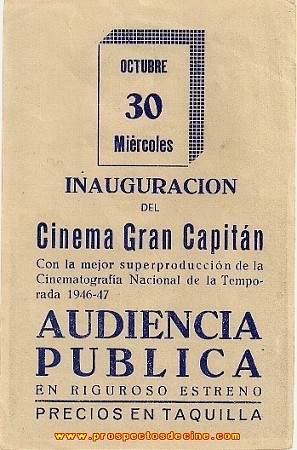 OCTUBRE
30
Miércoles
INAUGURACION
DEL
Cinema Gran Capitán
Con la mejor superproducción de la
Cinematografía Nacional de la Tempo-
rada 1946-47
AUDIENCIA
PUBLICA
EN RIGUROSO ESTRENO
PRECIOS EN TAQUILLA
www.prospectosdecine.com